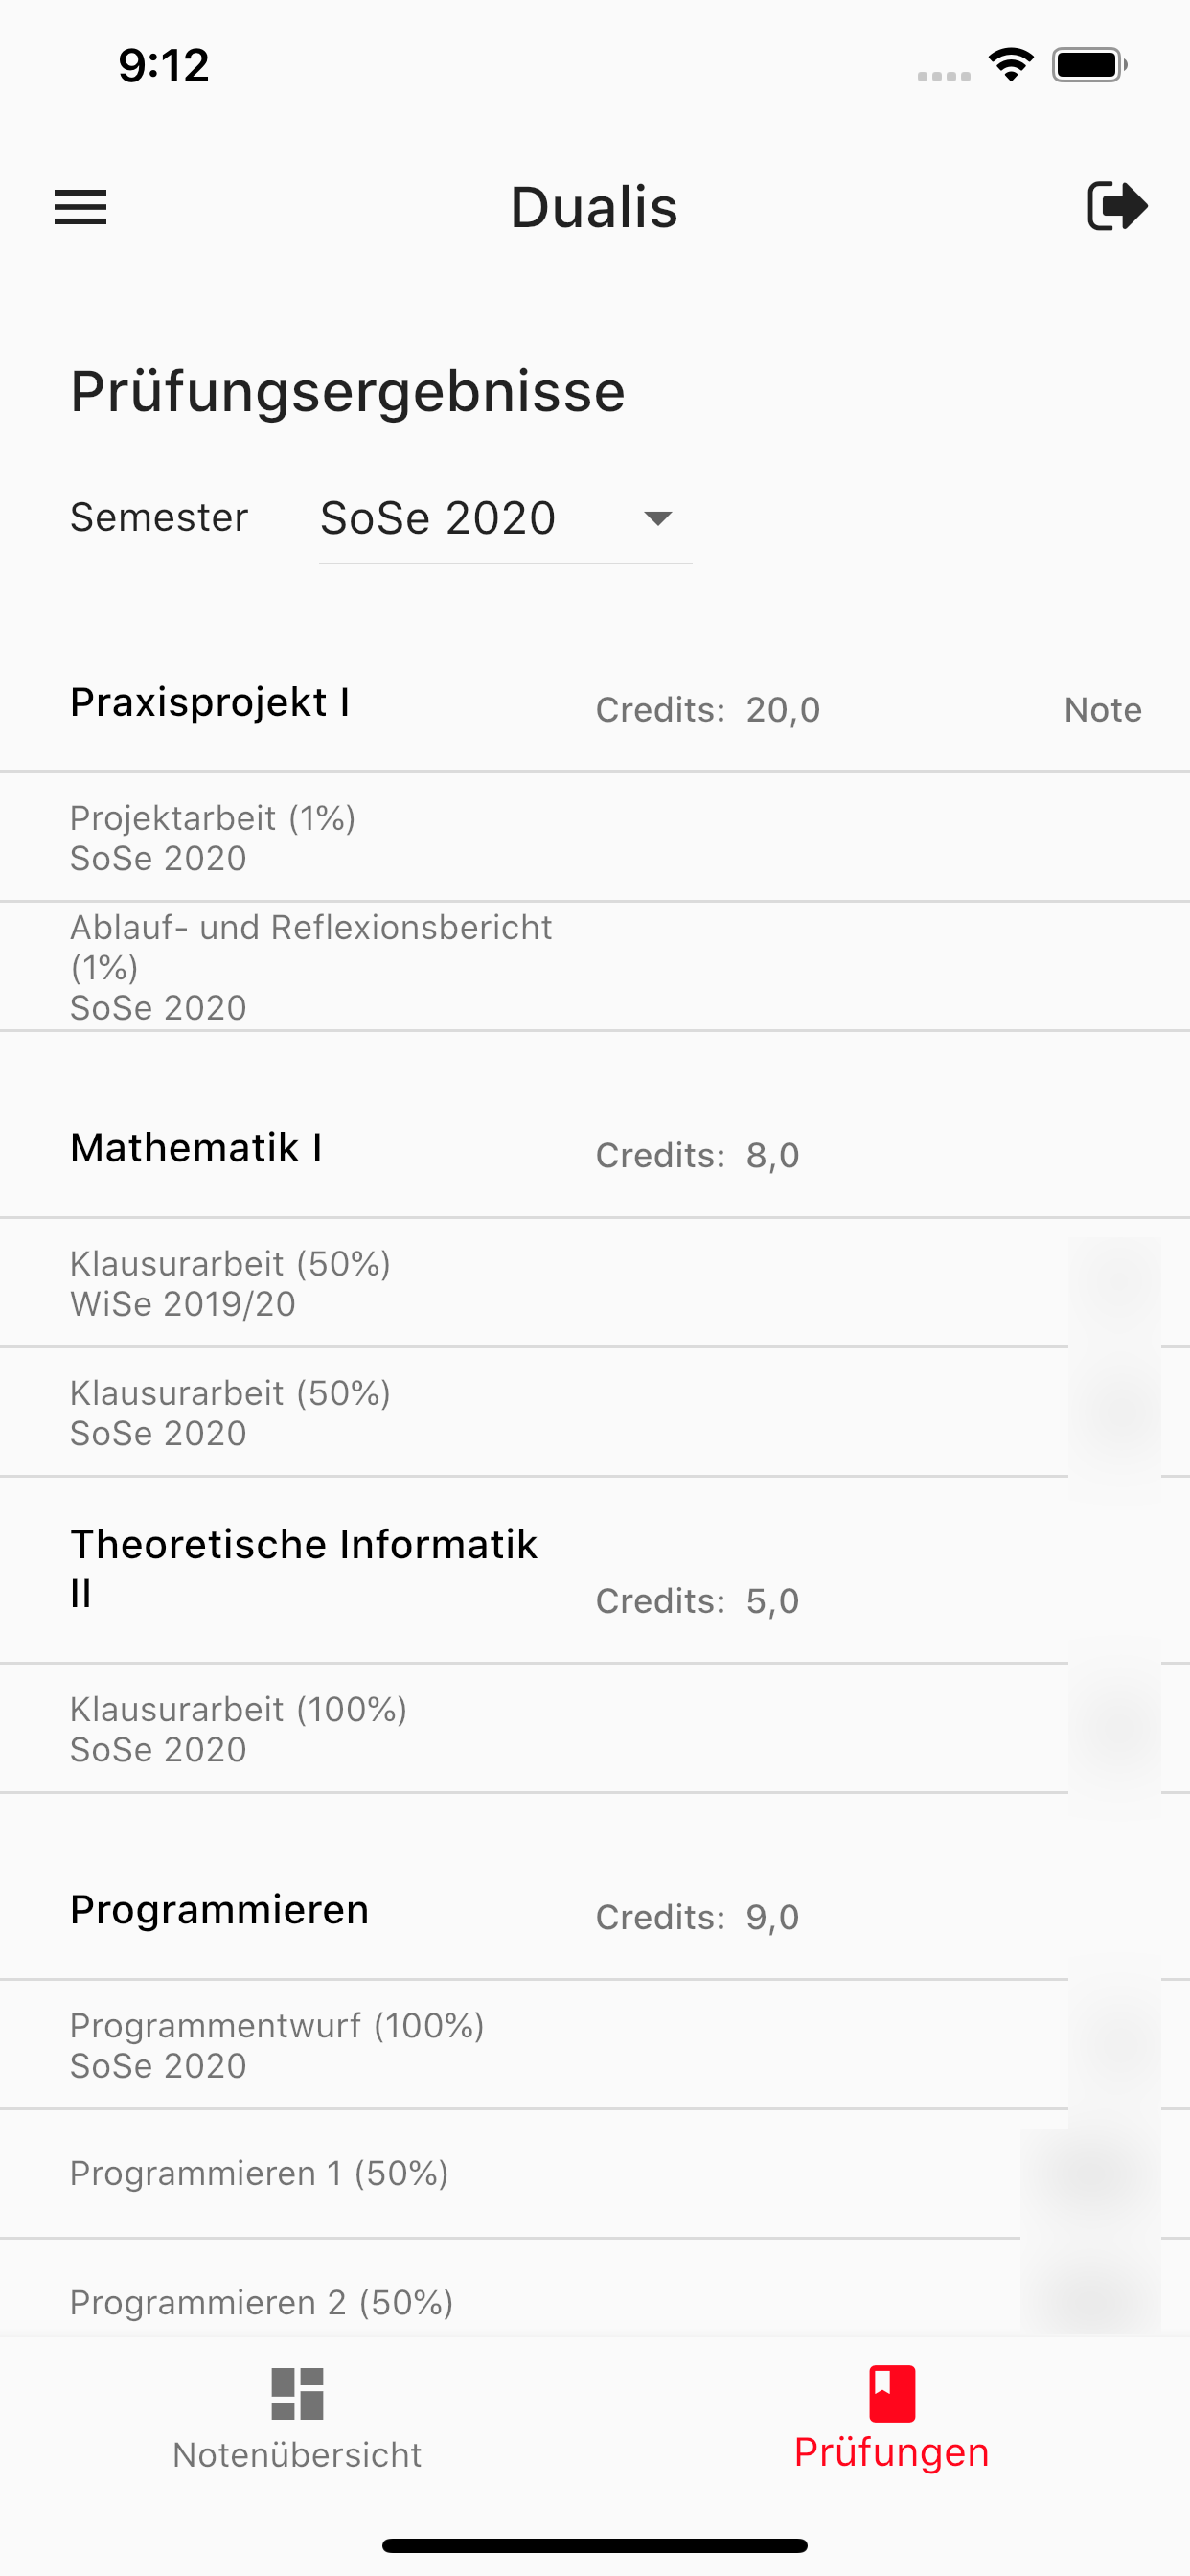 9:12
Dualis
Prüfungsergebnisse
Semester SoSe 2020
Praxisprojekt I Credits: 20,0 Note
Projektarbeit (1%)
SoSe 2020
Ablauf- und Reflexionsbericht
(1%)
SoSe 2020
Mathematik I Credits: 8,0
Klausurarbeit (50%)
WiSe 2019/20
Klausurarbeit (50%)
SoSe 2020
Theoretische Informatik
II Credits: 5,0
Klausurarbeit (100%)
SoSe 2020
Programmieren Credits: 9,0
Programmentwurf (100%)
SoSe 2020
Programmieren 1 (50%)
Programmieren 2 (50%)
Notenübersicht Prüfungen